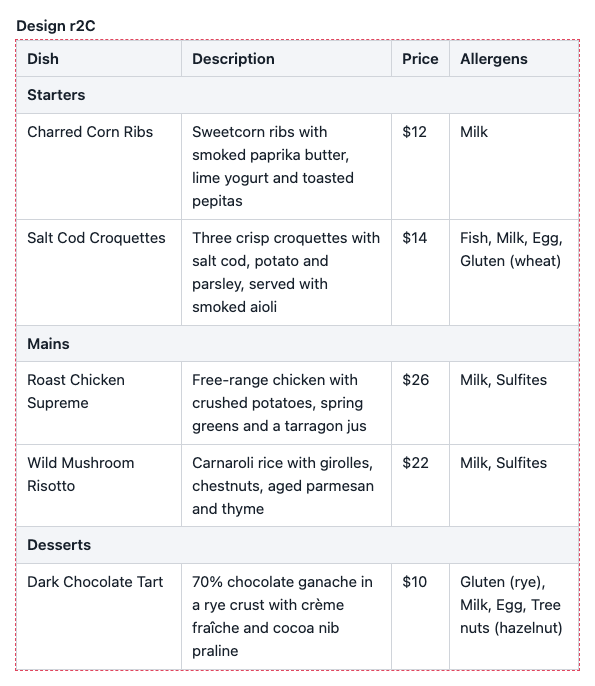 Design r2C
Dish Description Price Allergens
Starters
Charred Corn Ribs
Sweetcorn ribs with
smoked paprika butter,
lime yogurt and toasted
pepitas
$12
Milk
Salt Cod Croquettes
Three crisp croquettes with
salt cod, potato and
parsley, served with
smoked aioli
$14
Fish, Milk, Egg,
Gluten (wheat)
Mains
Roast Chicken
Supreme
Free-range chicken with
crushed potatoes, spring
greens and a tarragon jus
$26
Milk, Sulfites
Wild Mushroom
Risotto
Carnaroli rice with girolles,
chestnuts, aged parmesan
and thyme
$22
Milk, Sulfites
Desserts
Dark Chocolate Tart
70% chocolate ganache in
a rye crust with crème
fraîche and cocoa nib
praline
$10
Gluten (rye),
Milk, Egg, Tree
nuts (hazelnut)